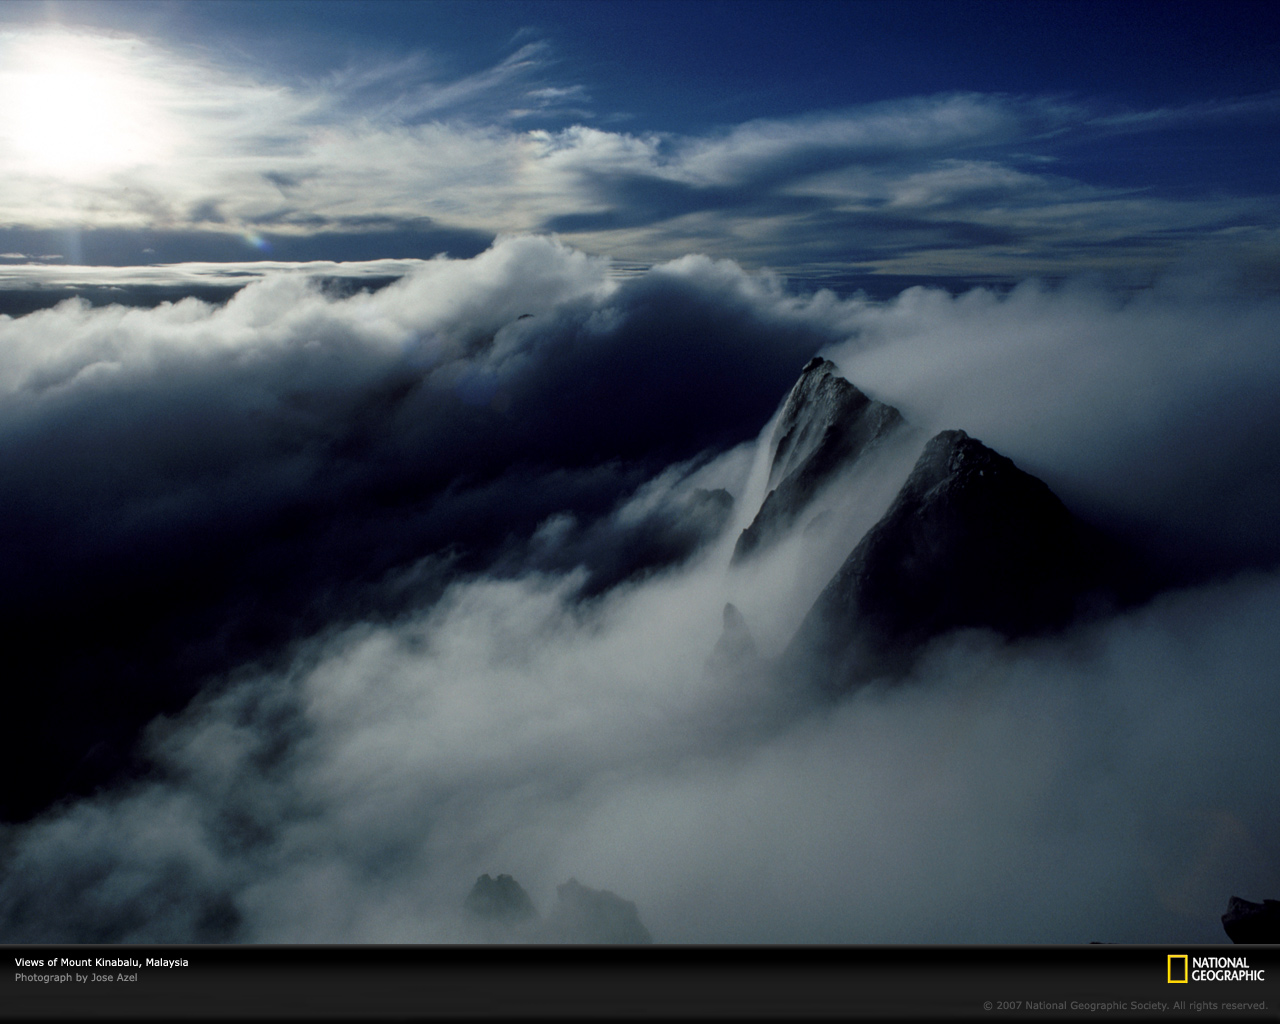 Views of Mount Kinabalu, Malaysia
Photograph by Jose Azel
NATIONAL
GEOGRAPHIC
© 2007 National Geographic Society. All rights reserved.